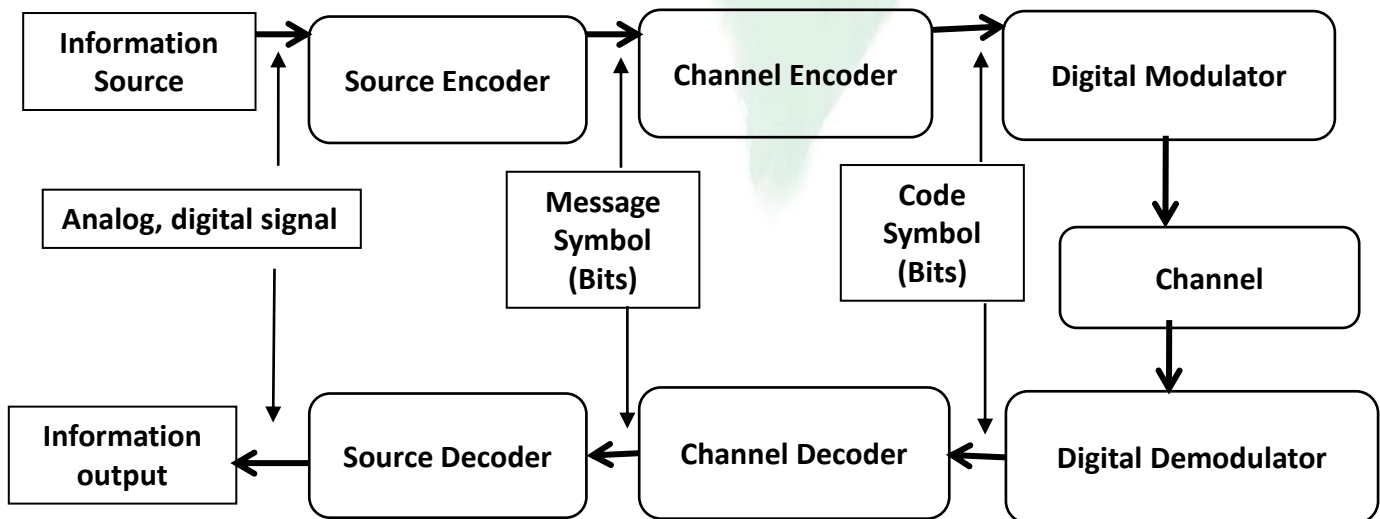 Information
Source
Source Encoder
Channel Encoder
Digital Modulator
Analog, digital signal
Message
Symbol
(Bits)
Code
Symbol
(Bits)
Channel
Information
output
Source Decoder
Channel Decoder
Digital Demodulator